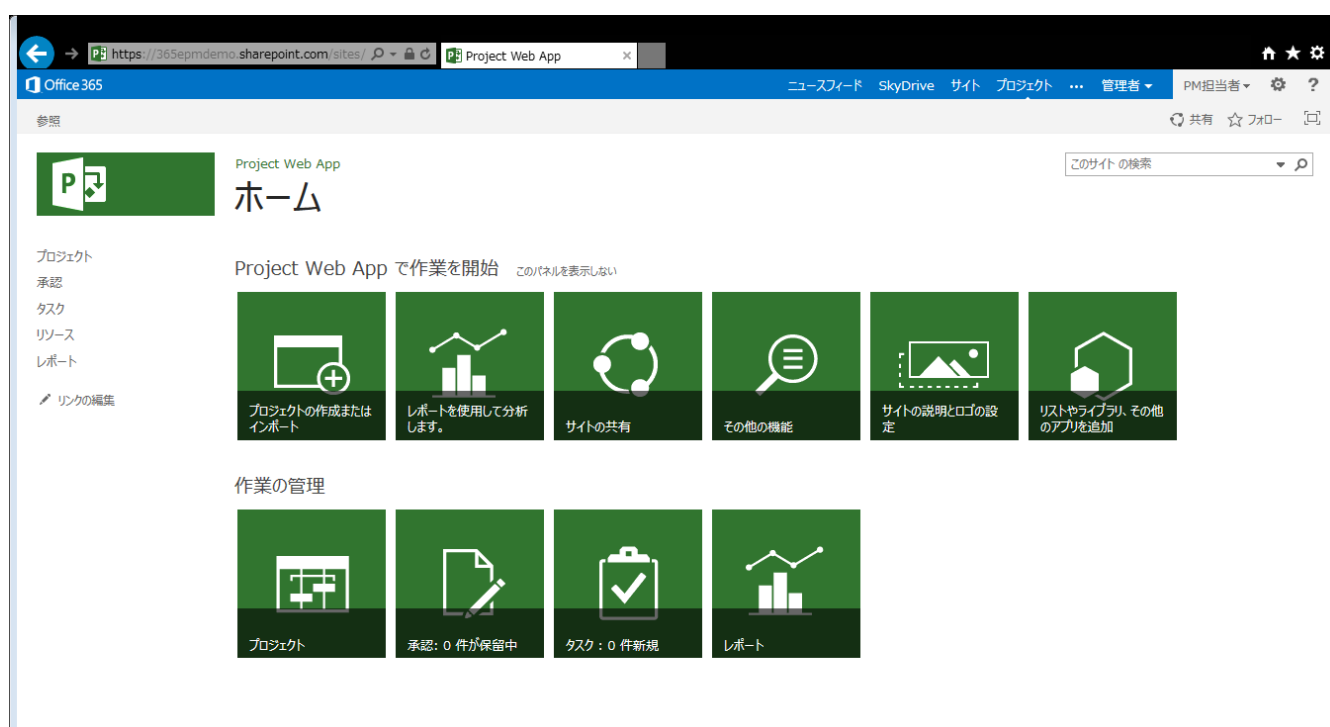 https://365epmdemo.sharepoint.com/sites/
Project Web App
Office 365
ニュースフィード SkyDrive サイト プロジェクト ... 管理者 PM担当者 ?
参照
共有 フォロー
P
Project Web App
ホーム
このサイト の検索
プロジェクト
承認
タスク
リソース
レポート
リンクの編集
Project Web App で作業を開始 このパネルを表示しない
プロジェクトの作成または
インポート
レポートを使用して分析
します。
サイトの共有
その他の機能
サイトの説明とロゴの設
定
リストやライブラリ、その他
のアプリを追加
作業の管理
プロジェクト
承認: 0 件が保留中
タスク : 0 件新規
レポート